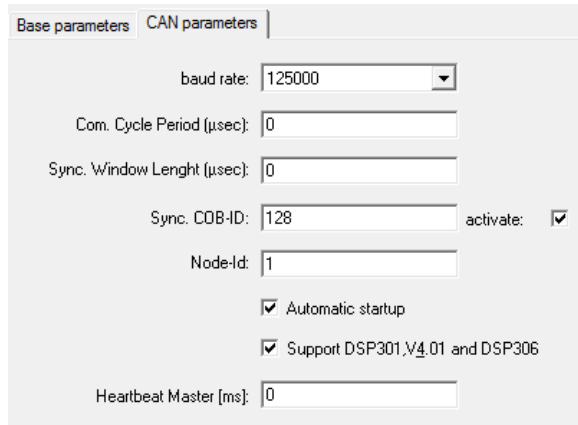 Base parameters CAN parameters
baud rate: 125000
Com. Cycle Period (µsec): 0
Sync. Window Lenght (µsec): 0
Sync. COB-ID: 128 activate:
Node-Id: 1
Automatic startup
Support DSP301,V4.01 and DSP306
Heartbeat Master [ms]: 0